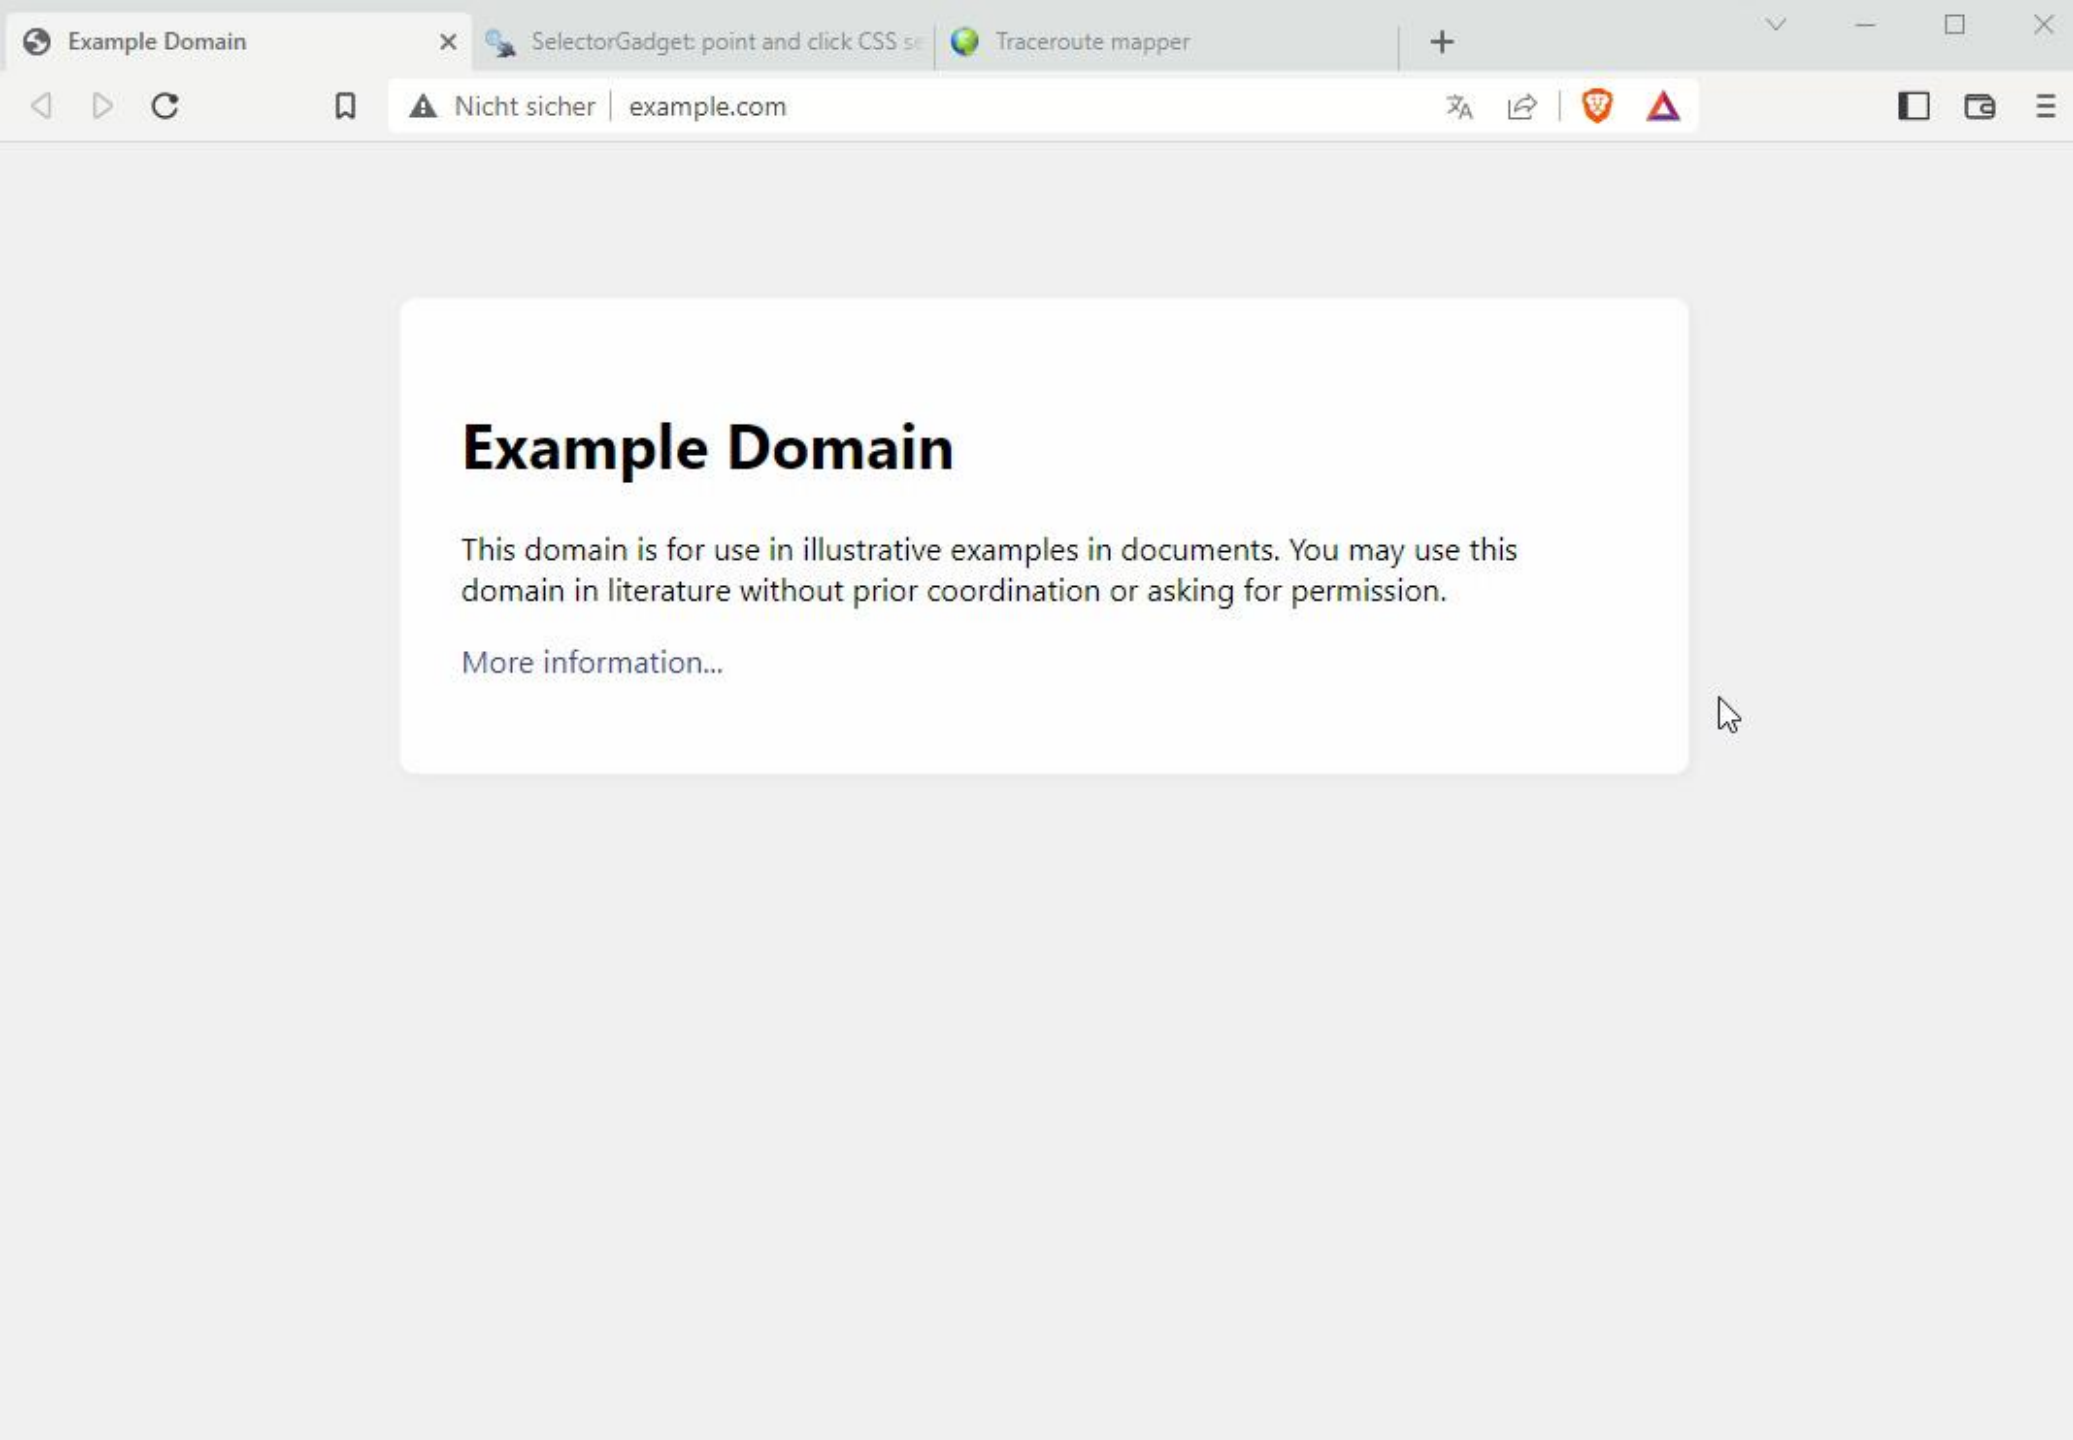 Example Domain
SelectorGadget: point and click CSS
Traceroute mapper
Nicht sicher
example.com
Example Domain
This domain is for use in illustrative examples in documents. You may use this
domain in literature without prior coordination or asking for permission.
More information...